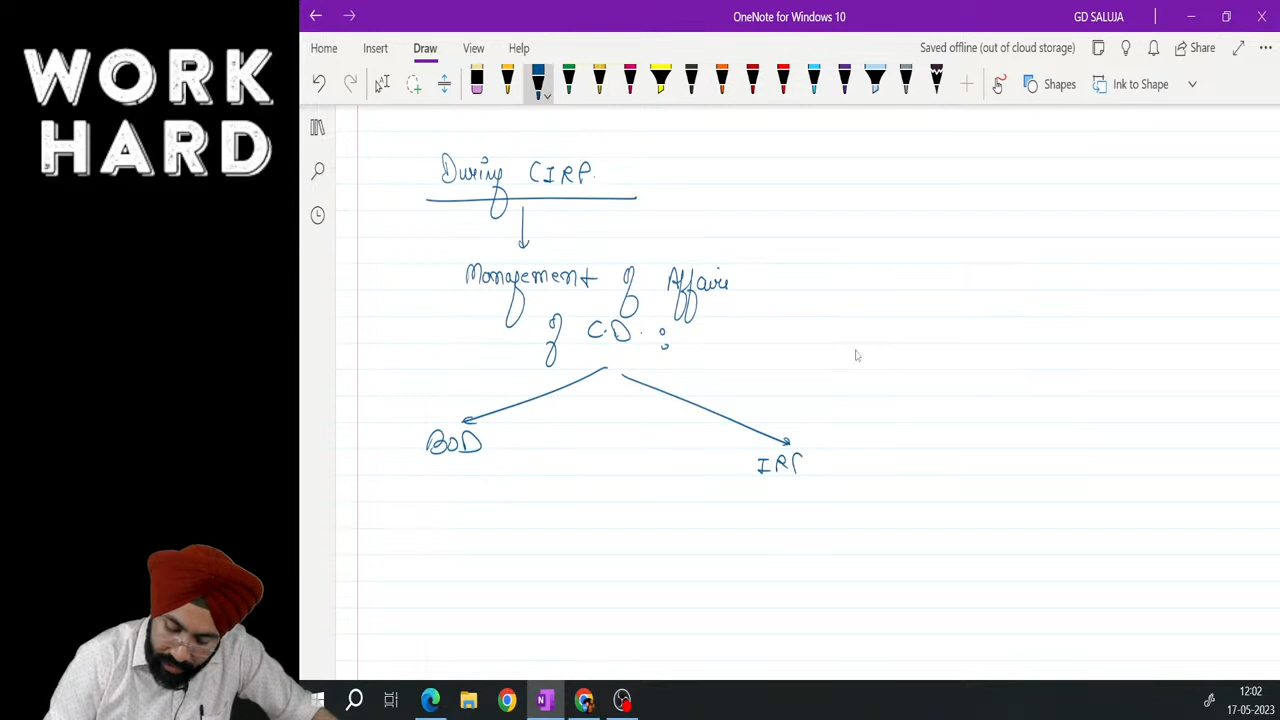 WORK
HARD
OneNote for Windows 10
GD SALUJA
Home Insert Draw View Help
Saved offline (out of cloud storage)
Share
Shapes
Ink to Shape
During CIRP.
Management of Affairs
of C.D. :
BOD
IRP
12:02
17-05-2023